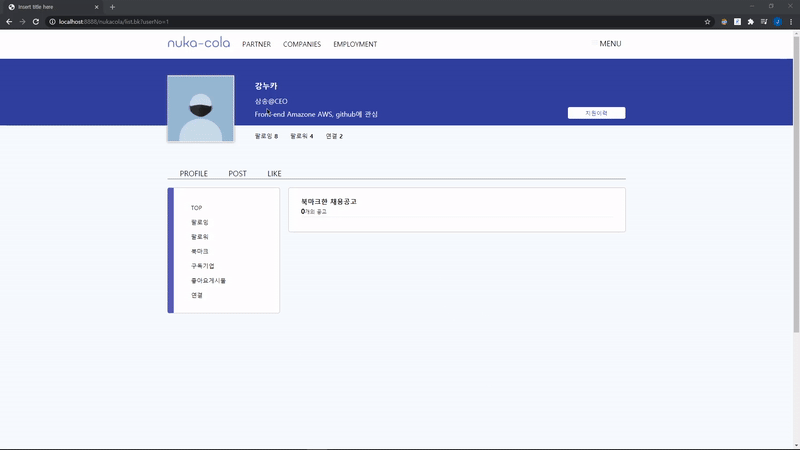 Insert title here
localhost:8888/nukacola/list.bk?userNo=1
nuka-cola PARTNER COMPANIES EMPLOYMENT MENU
강누카
삼송@CEO
Front-end Amazone AWS, github에 관심
지원이력
팔로잉 8 팔로워 4 연결 2
PROFILE POST LIKE
TOP
팔로잉
팔로워
북마크
구독기업
좋아요게시물
연결
북마크한 채용공고
0개의 공고